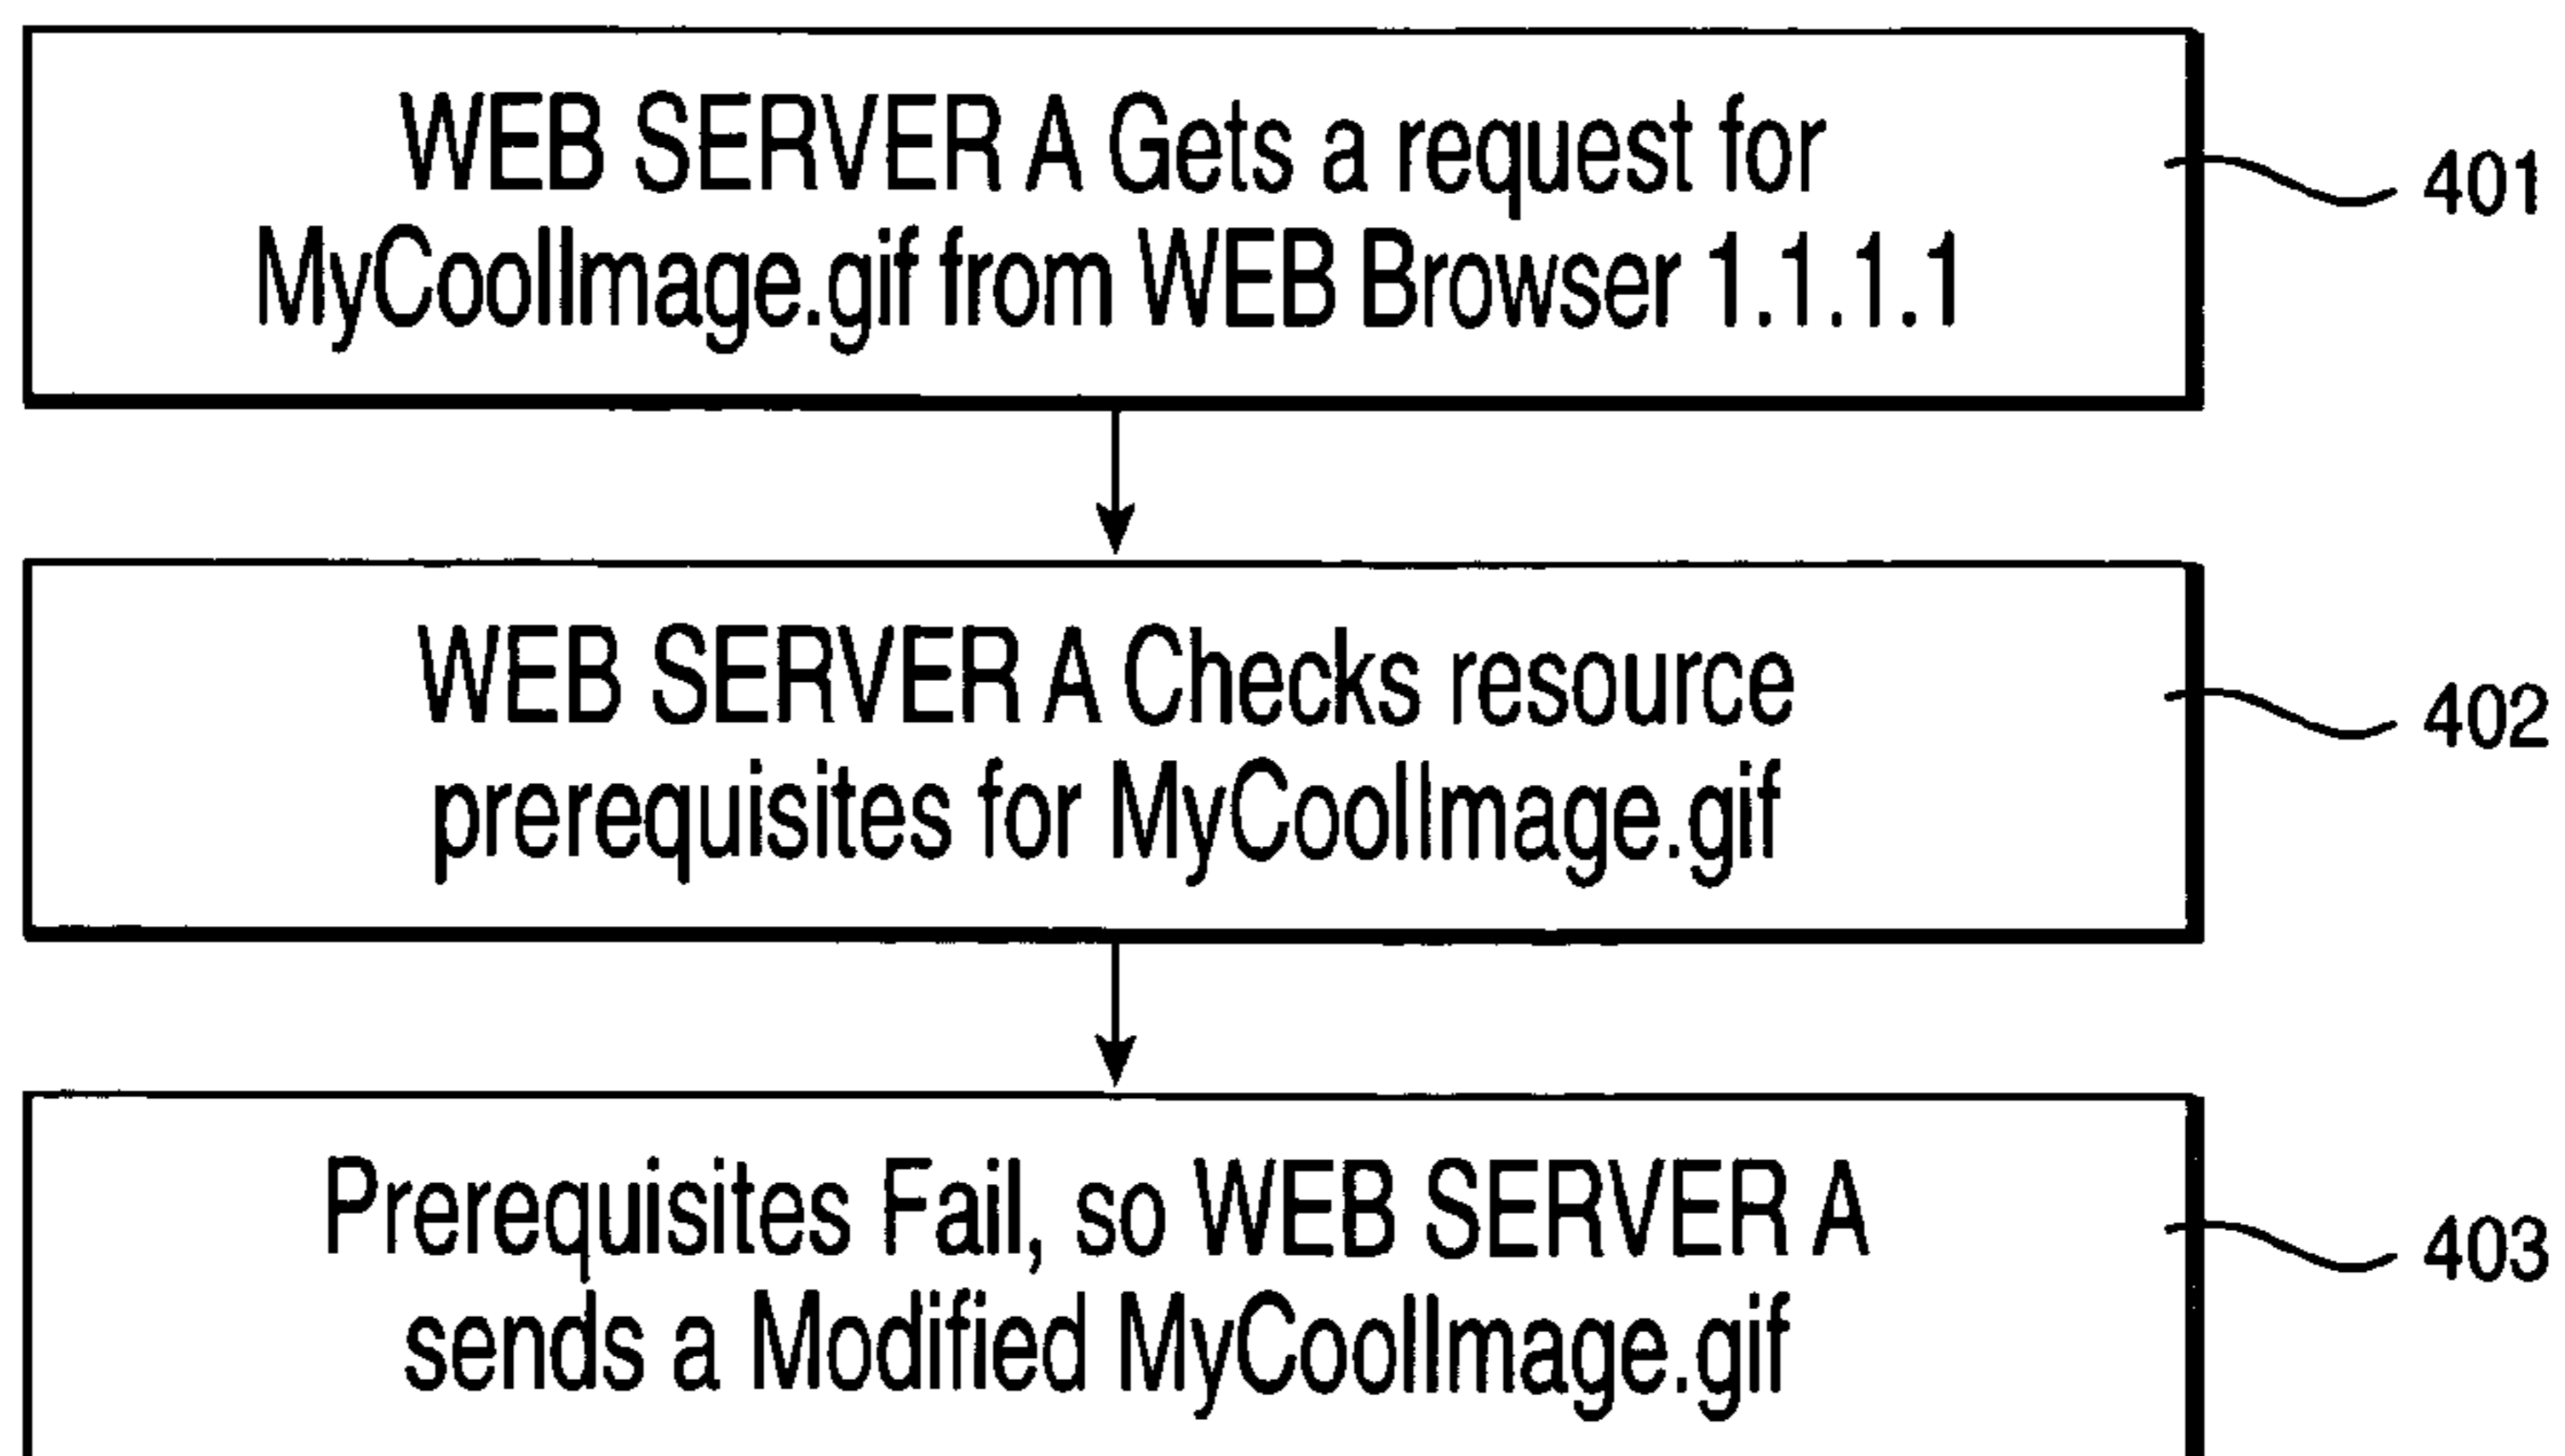 WEB SERVER A Gets a request for
MyCoolImage.gif from WEB Browser 1.1.1.1
401
WEB SERVER A Checks resource
prerequisites for MyCoolImage.gif
402
Prerequisites Fail, so WEB SERVER A
sends a Modified MyCoolImage.gif
403